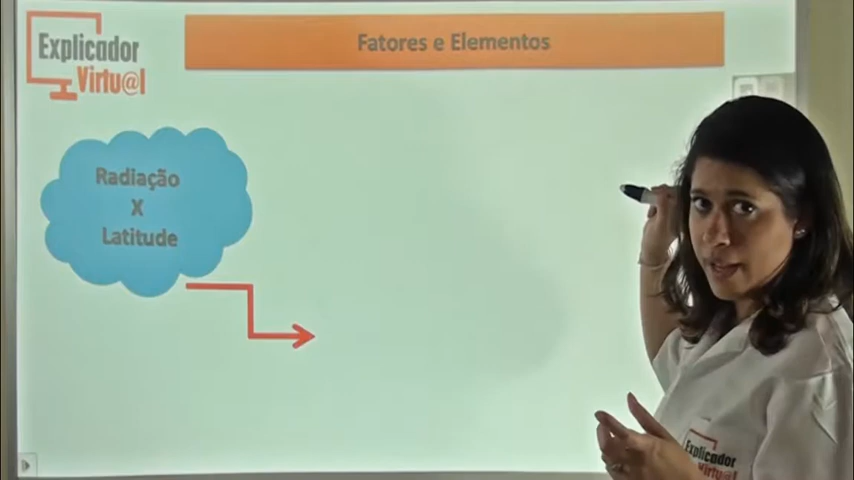 Explicador
Virtu@l
Fatores e Elementos
Radiação
X
Latitude
Explicador
Virtu@l